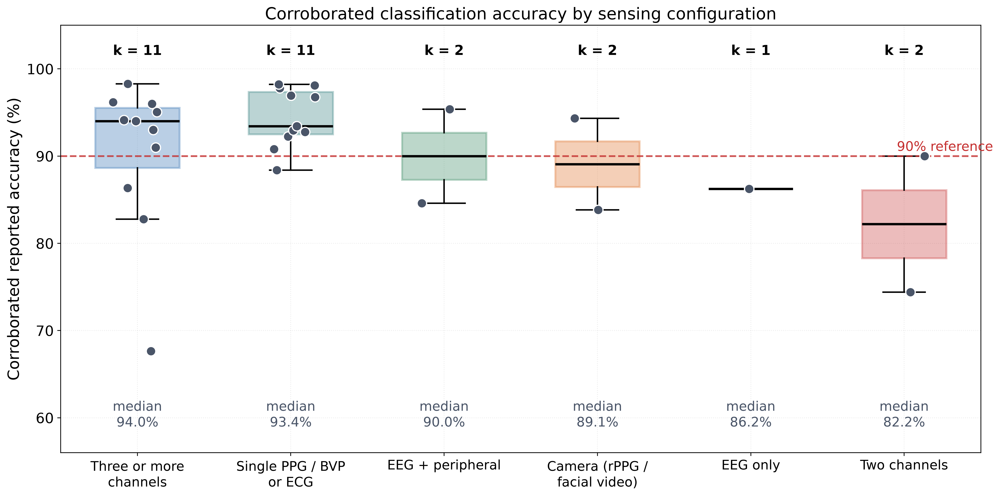 Corroborated classification accuracy by sensing configuration
k = 11
k = 11
k = 2
k = 2
k = 1
k = 2
Corroborated reported accuracy (%)
100
90
80
70
60
90% reference
median
94.0%
median
93.4%
median
90.0%
median
89.1%
median
86.2%
median
82.2%
Three or more
channels
Single PPG / BVP
or ECG
EEG + peripheral
Camera (rPPG /
facial video)
EEG only
Two channels